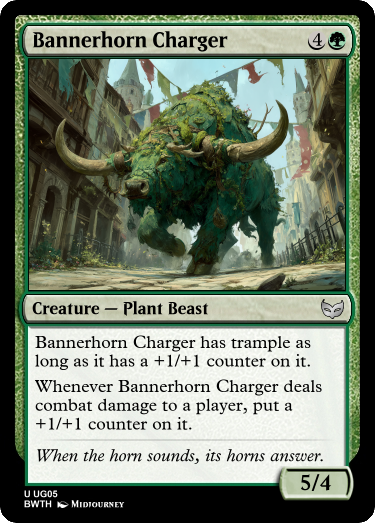 Bannerhorn Charger 4
Creature — Plant Beast
Bannerhorn Charger has trample as
long as it has a +1/+1 counter on it.
Whenever Bannerhorn Charger deals
combat damage to a player, put a
+1/+1 counter on it.
When the horn sounds, its horns answer.
5/4
U UG05
BWTH Midjourney